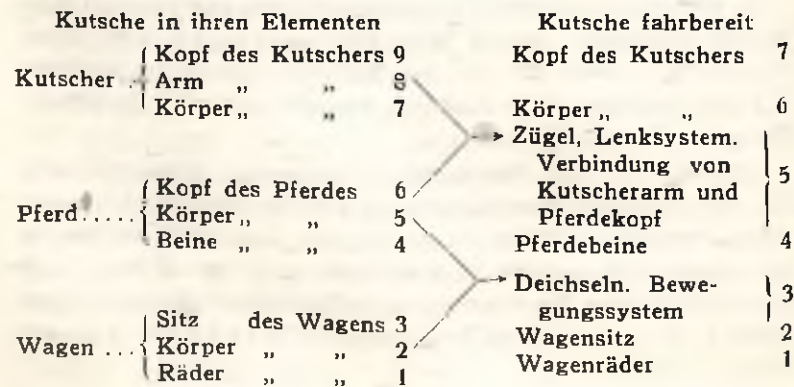 Kutsche in ihren Elementen
Kutscher
Kopf des Kutschers 9
Arm „ „ 8
Körper „ „ 7
Pferd.....
Kopf des Pferdes 6
Körper „ „ 5
Beine „ „ 4
Wagen ...
Sitz des Wagens 3
Körper „ „ 2
Räder „ „ 1
Kutsche fahrbereit
Kopf des Kutschers 7
Körper „ „ 6
Zügel, Lenksystem.
Verbindung von
Kutscherarm und
Pferdekopf
5
Pferdebeine 4
Deichseln. Bewe-
gungssystem
3
Wagensitz 2
Wagenräder 1